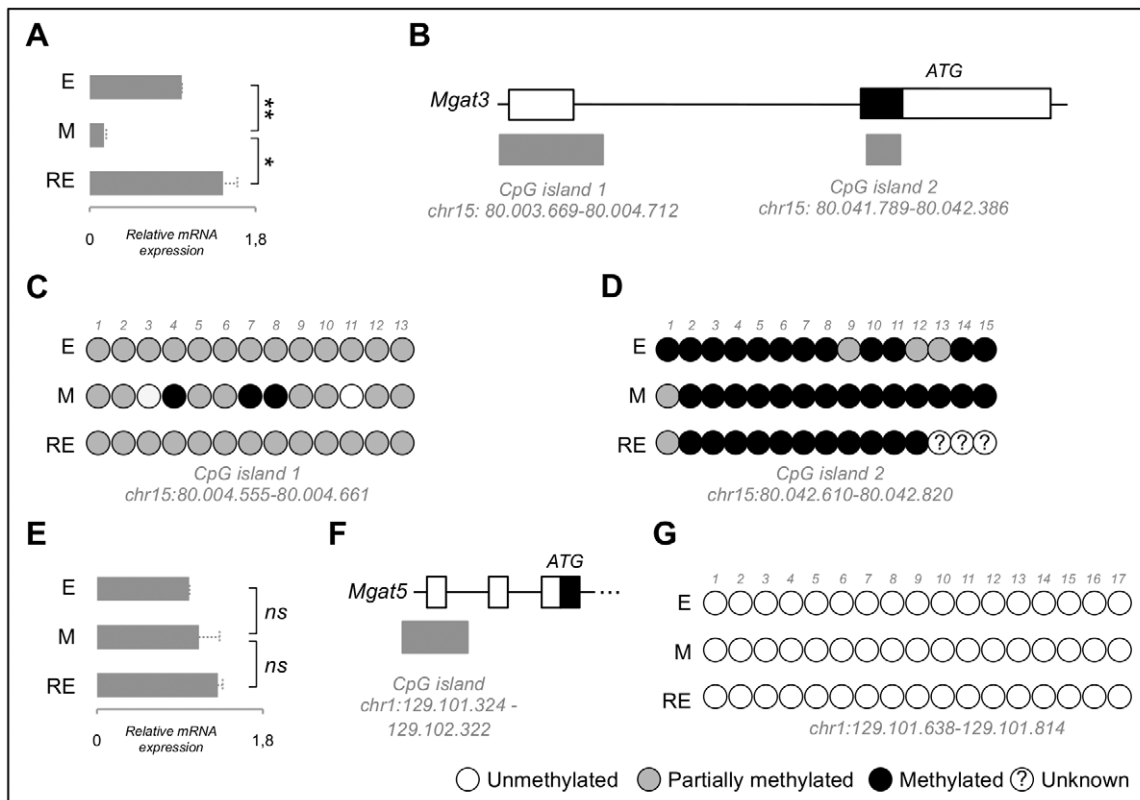 A
E
M
RE
**
*
0
Relative mRNA
expression
1,8
B
Mgat3
ATG
CpG island 1
chr15: 80.003.669-80.004.712
CpG island 2
chr15: 80.041.789-80.042.386
C
1 2 3 4 5 6 7 8 9 10 11 12 13
E
M
RE
CpG island 1
chr15:80.004.555-80.004.661
D
1 2 3 4 5 6 7 8 9 10 11 12 13 14 15
E
M
RE ? ? ?
CpG island 2
chr15:80.042.610-80.042.820
E
E
M
RE
ns
ns
0
Relative mRNA
expression
1,8
F
Mgat5
ATG
...
CpG island
chr1:129.101.324 -
129.102.322
G
1 2 3 4 5 6 7 8 9 10 11 12 13 14 15 16 17
E
M
RE
chr1:129.101.638-129.101.814
Unmethylated Partially methylated Methylated ? Unknown